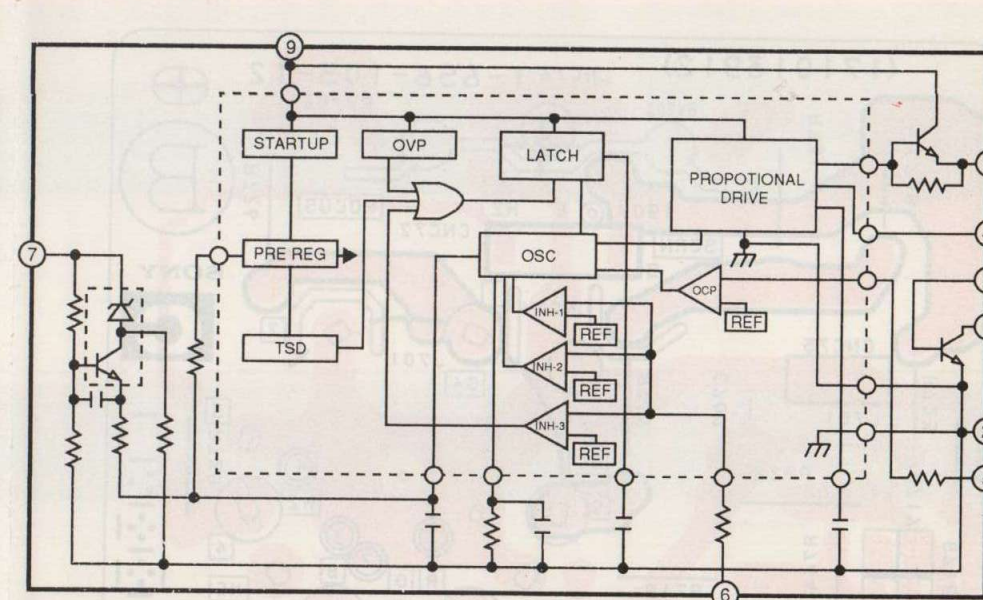 9
STARTUP
OVP
LATCH
PROPOTIONAL
DRIVE
7
PRE REG
OSC
OCP
REF
INH-1
REF
TSD
INH-2
REF
INH-3
REF
6